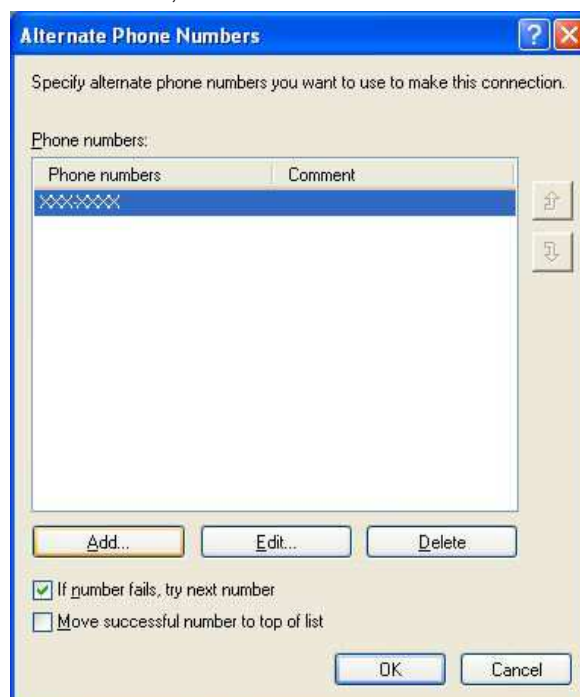 Alternate Phone Numbers
Specify alternate phone numbers you want to use to make this connection.
Phone numbers:
Phone numbers Comment
XXX-XXXX
Add... Edit... Delete
If number fails, try next number
Move successful number to top of list
OK Cancel